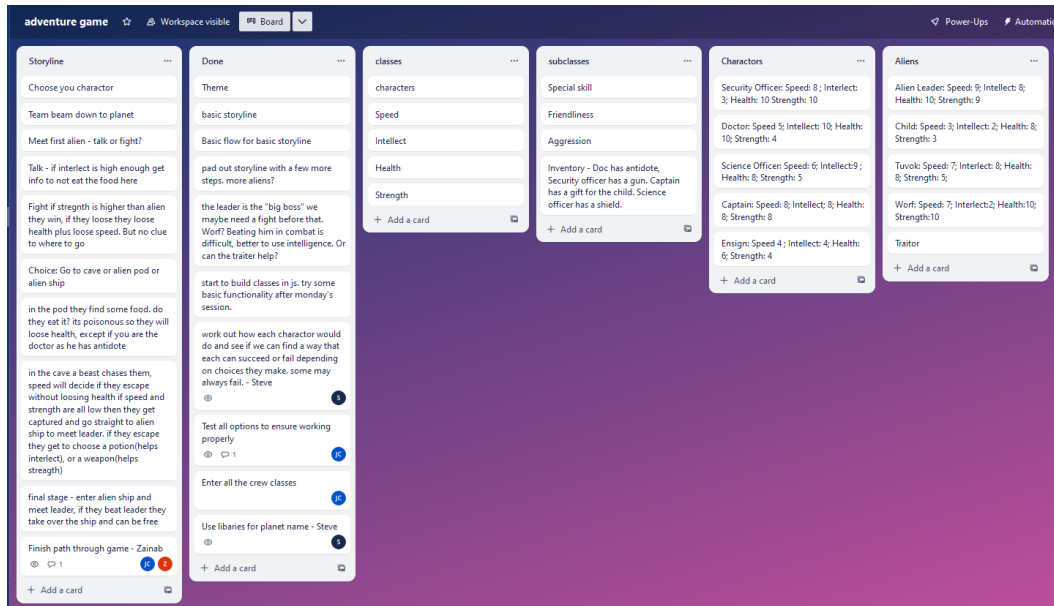 adventure game
Workspace visible
Board
Power-Ups
Storyline
Choose you charactor
Team beam down to planet
Meet first alien - talk or fight?
Talk - if interlect is high enough get
info to not eat the food here
Fight if stregnth is higher than alien
they win, if they loose they loose
health plus loose speed. But no clue
to where to go
Choice: Go to cave or alien pod or
alien ship
in the pod they find some food. do
they eat it? its poisonous so they will
loose health, except if you are the
doctor as he has antidote
in the cave a beast chases them,
speed will decide if they escape
without loosing health if speed and
strength are all low then they get
captured and go straight to alien
ship to meet leader. if they escape
they get to choose a potion(helps
interlect), or a weapon(helps
streagth)
final stage - enter alien ship and
meet leader, if they beat leader they
take over the ship and can be free
Finish path through game - Zainab
1
JC
Z
+ Add a card
Done
Theme
basic storyline
Basic flow for basic storyline
pad out storyline with a few more
steps. more aliens?
the leader is the "big boss" we
maybe need a fight before that.
Worf? Beating him in combat is
difficult, better to use intelligence. Or
can the traiter help?
start to build classes in js. try some
basic functionality after monday's
session.
work out how each charactor would
do and see if we can find a way that
each can succeed or fail depending
on choices they make. some may
always fail. - Steve
S
Test all options to ensure working
properly
1
JC
Enter all the crew classes
JC
Use libaries for planet name - Steve
S
+ Add a card
classes
characters
Speed
Intellect
Health
Strength
+ Add a card
subclasses
Special skill
Friendliness
Aggression
Inventory - Doc has antidote,
Security officer has a gun. Captain
has a gift for the child. Science
officer has a shield.
+ Add a card
Charactors
Security Officer: Speed: 8 ; Interlect:
3; Health: 10 Strength: 10
Doctor: Speed 5; Intellect: 10; Health:
10; Strength: 4
Science Officer: Speed: 6; Intellect:9 ;
Health: 8; Strength: 5
Captain: Speed: 8; Intellect; 8; Health:
8; Strength: 8
Ensign: Speed 4 ; Intellect: 4; Health:
6; Strength: 4
+ Add a card
Aliens
Alien Leader: Speed: 9; Intellect: 8;
Health: 10; Strength: 9
Child: Speed: 3; Intellect: 2; Health: 8;
Strength: 3
Tuvok: Speed: 7; Intellect: 8; Health:
8; Strength: 5;
Worf: Speed: 7; Interlect:2; Health:10;
Strength:10
Traitor
+ Add a card